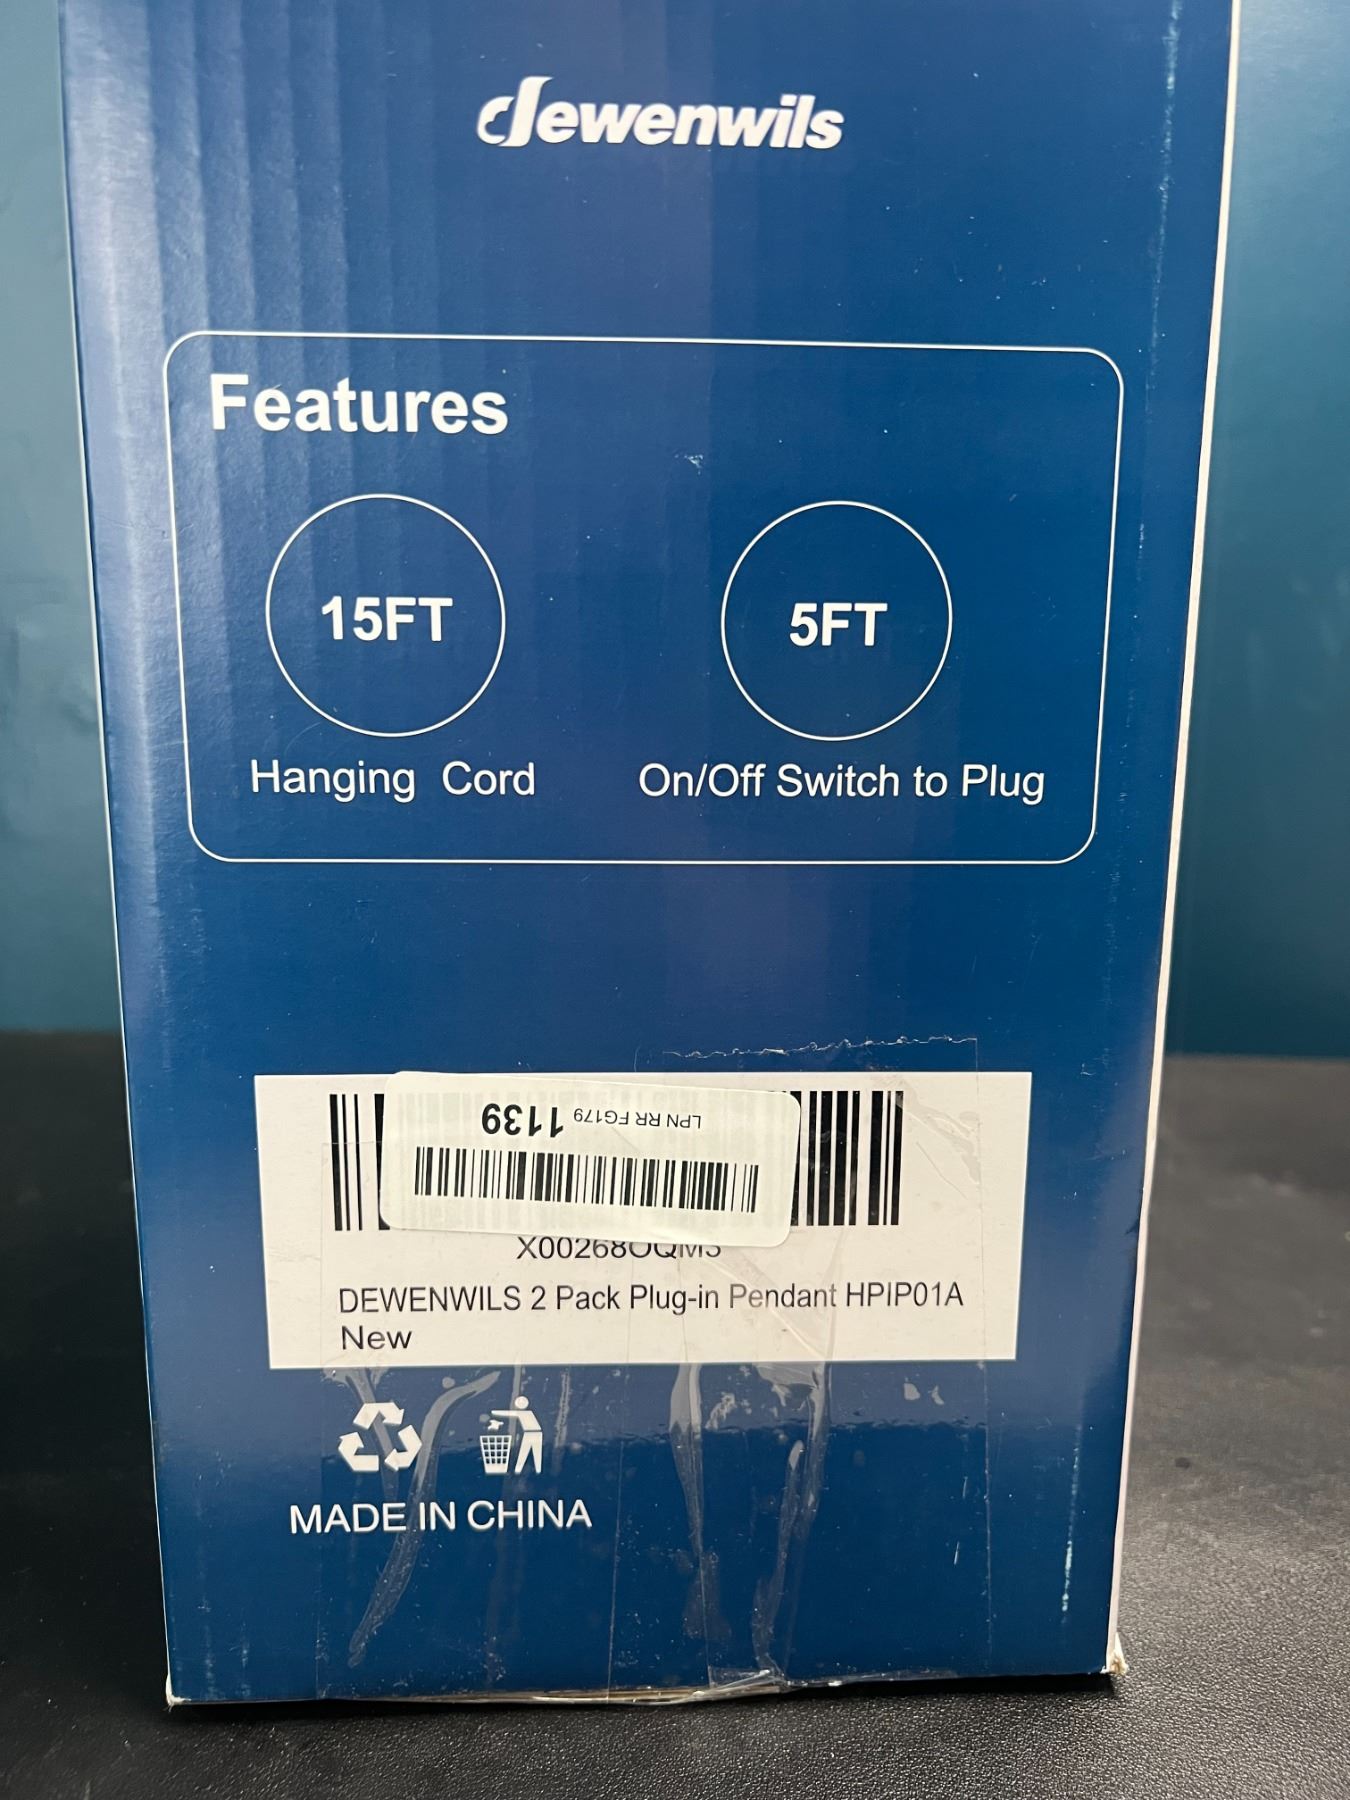 dewenwils
Features
15FT
5FT
Hanging Cord
On/Off Switch to Plug
LPN RR FG179 1139
DEWENWILS 2 Pack Plug-in Pendant HPIP01A
New
MADE IN CHINA